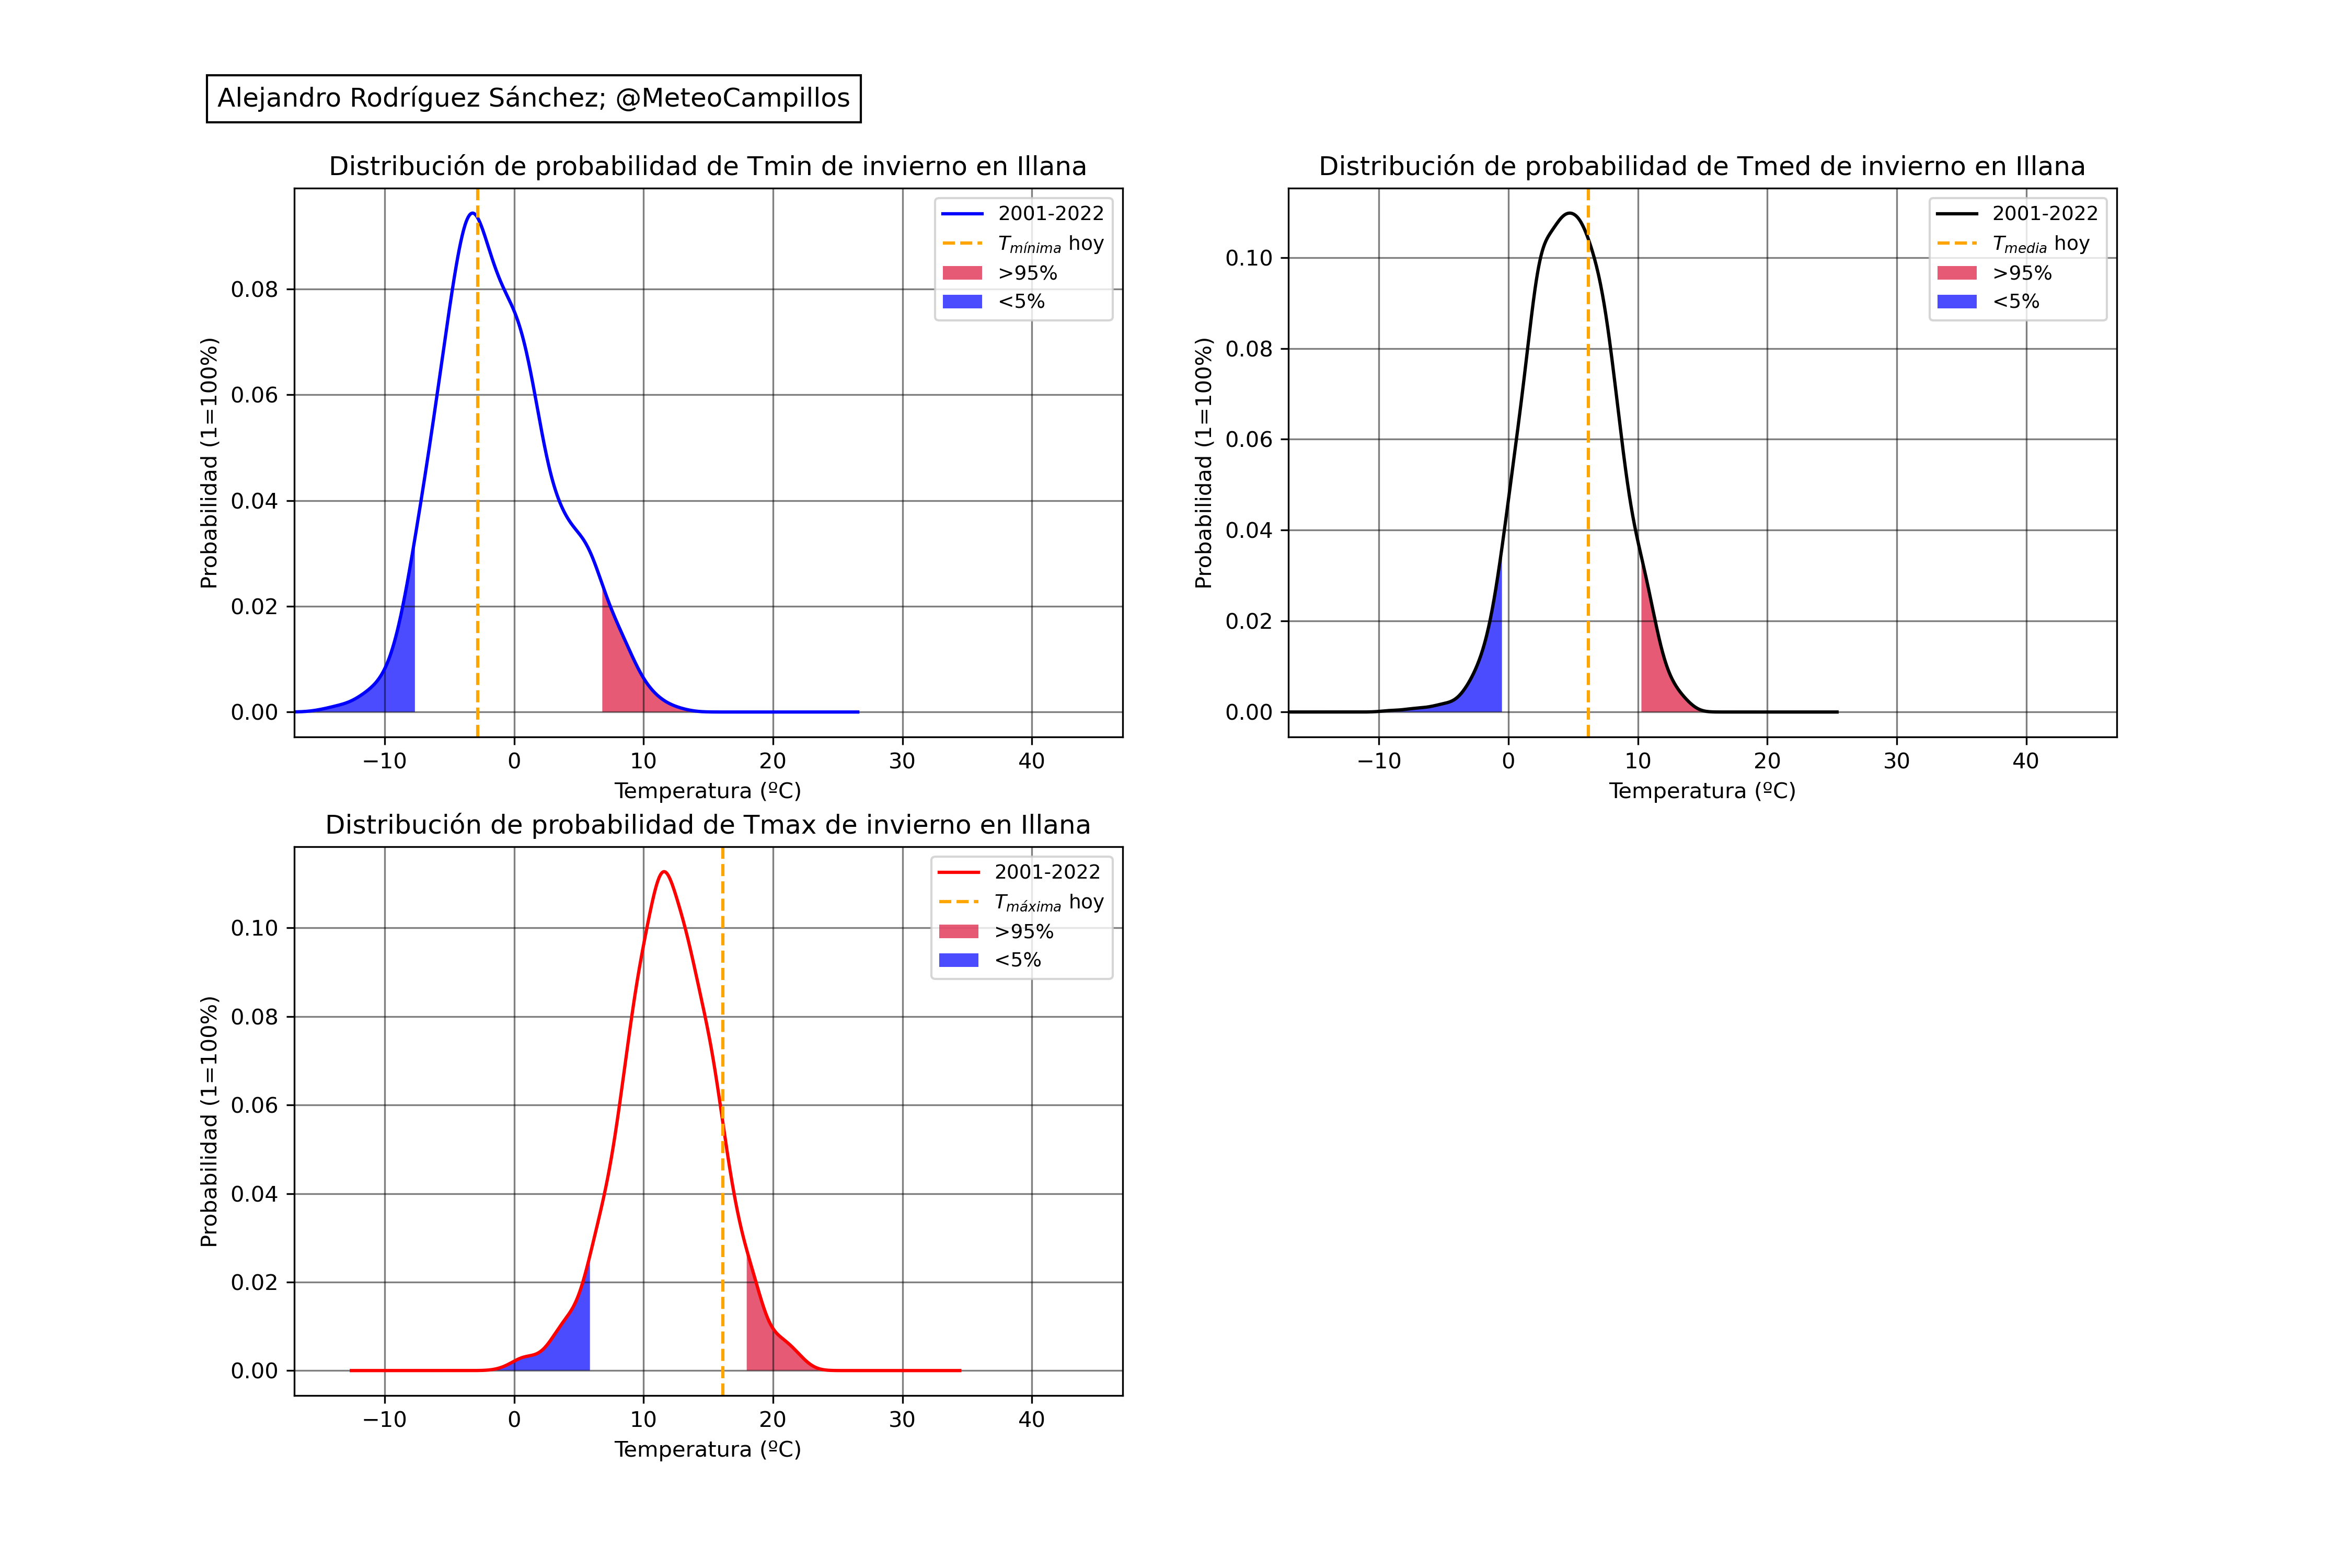 Alejandro Rodríguez Sánchez; @MeteoCampillos
Distribución de probabilidad de Tmin de invierno en Illana
Probabilidad (1=100%)
0.08
0.06
0.04
0.02
0.00
−10 0 10 20 30 40
Temperatura (ºC)
2001-2022
Tmínima hoy
>95%
<5%
Distribución de probabilidad de Tmed de invierno en Illana
Probabilidad (1=100%)
0.10
0.08
0.06
0.04
0.02
0.00
−10 0 10 20 30 40
Temperatura (ºC)
2001-2022
Tmedia hoy
>95%
<5%
Distribución de probabilidad de Tmax de invierno en Illana
Probabilidad (1=100%)
0.10
0.08
0.06
0.04
0.02
0.00
−10 0 10 20 30 40
Temperatura (ºC)
2001-2022
Tmáxima hoy
>95%
<5%